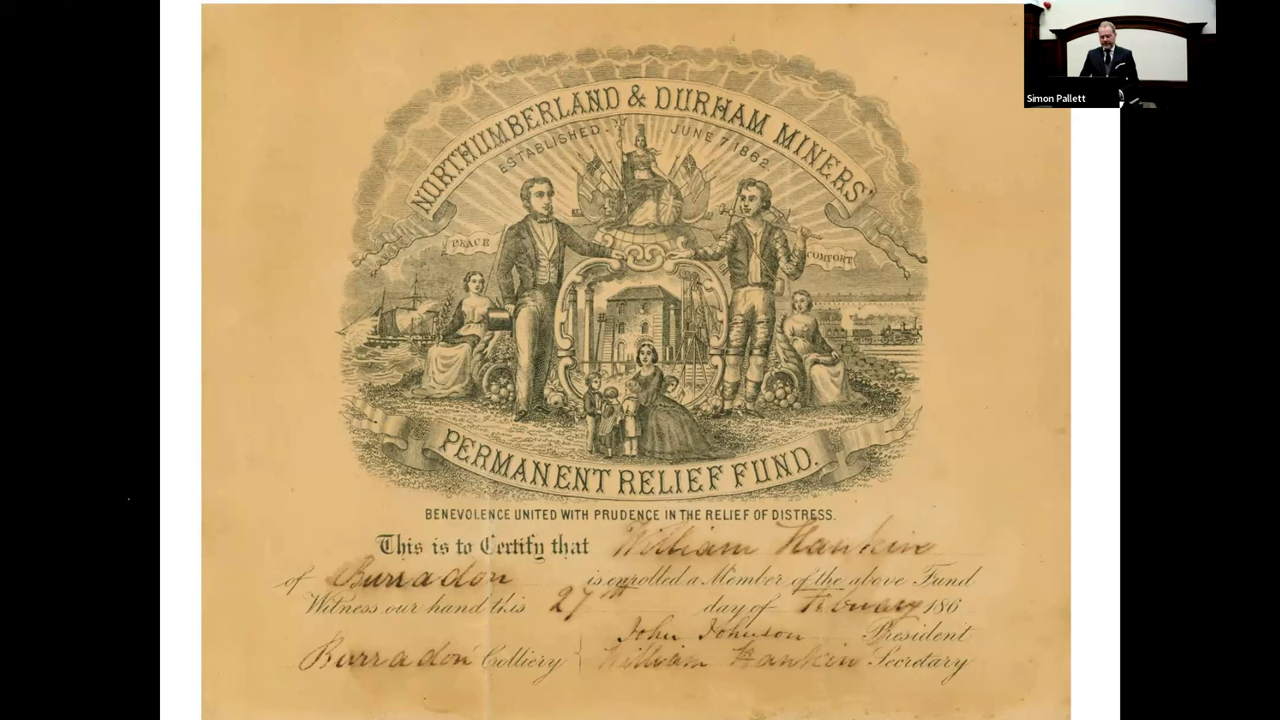 Simon Pallett
NORTHUMBERLAND & DURHAM MINERS'
ESTABLISHED - JUNE 7 1862
PEACE
COMFORT
PERMANENT RELIEF FUND.
BENEVOLENCE UNITED WITH PRUDENCE IN THE RELIEF OF DISTRESS.
This is to Certify that William Hankin
of Burradon is enrolled a Member of the above Fund
Witness our hand this 27th day of 186
John Johnson President
Burradon Colliery William Hankin Secretary